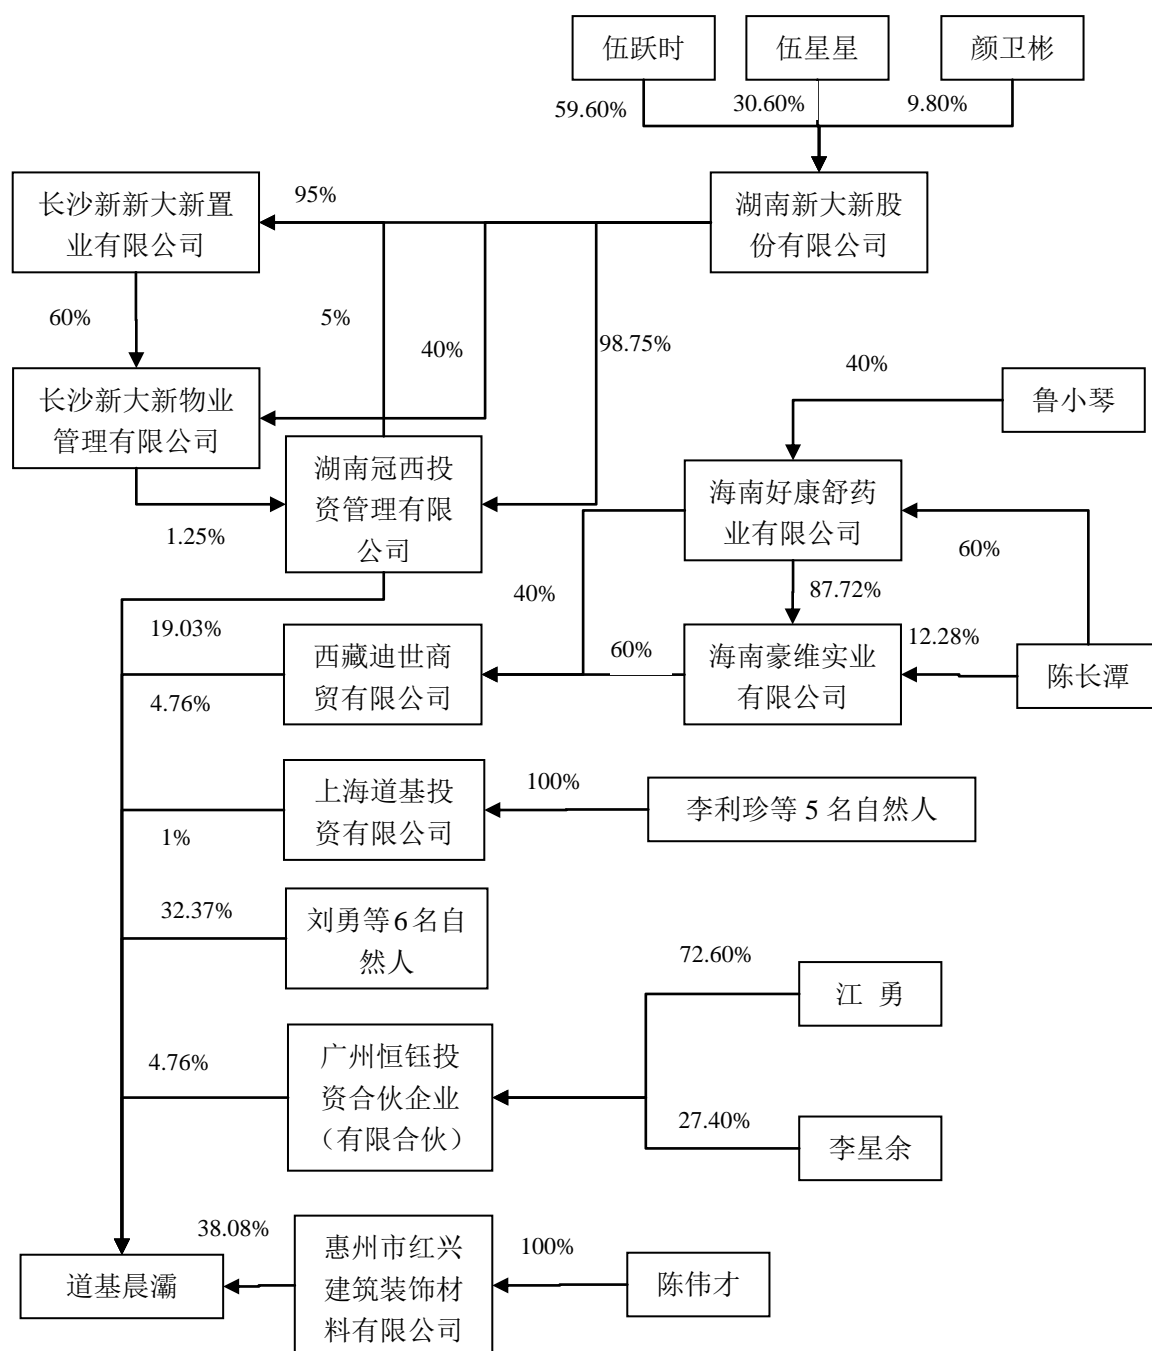 伍跃时
伍星星
颜卫彬
59.60%
30.60%
9.80%
长沙新新大新置
业有限公司
95%
湖南新大新股
份有限公司
60%
5%
40%
98.75%
40%
长沙新大新物业
管理有限公司
鲁小琴
湖南冠西投
资管理有限
公司
海南好康舒药
业有限公司
1.25%
60%
40%
87.72%
19.03%
西藏迪世商
贸有限公司
60%
海南豪维实业
有限公司
12.28%
陈长潭
4.76%
上海道基投
资有限公司
100%
李利珍等 5 名自然人
1%
32.37%
刘勇等 6 名自
然人
72.60%
江 勇
4.76%
广州恒钰投
资合伙企业
（有限合伙）
27.40%
李星余
38.08%
惠州市红兴
建筑装饰材
料有限公司
100%
道基晨灞
陈伟才